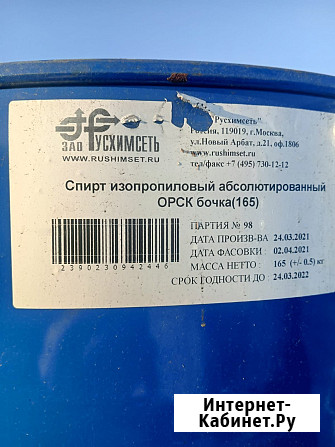 ЗАО РУСХИМСЕТЬ
WWW.RUSHIMSET.RU
Русхимсеть"
Россия, 119019, г.Москва,
ул.Новый Арбат, д.21, оф.1806
www.rushimset.ru
тел/факс +7 (495) 730-12-12
Спирт изопропиловый абсолютированный
ОРСК бочка(165)
ПАРТИЯ № 98
ДАТА ПРОИЗВ-ВА 24.03.2021
ДАТА ФАСОВКИ : 02.04.2021
МАССА НЕТТО : 165 (+/- 0.5) кг
СРОК ГОДНОСТИ ДО : 24.03.2022
2390230942446
Интернет-
Кабинет.Ру